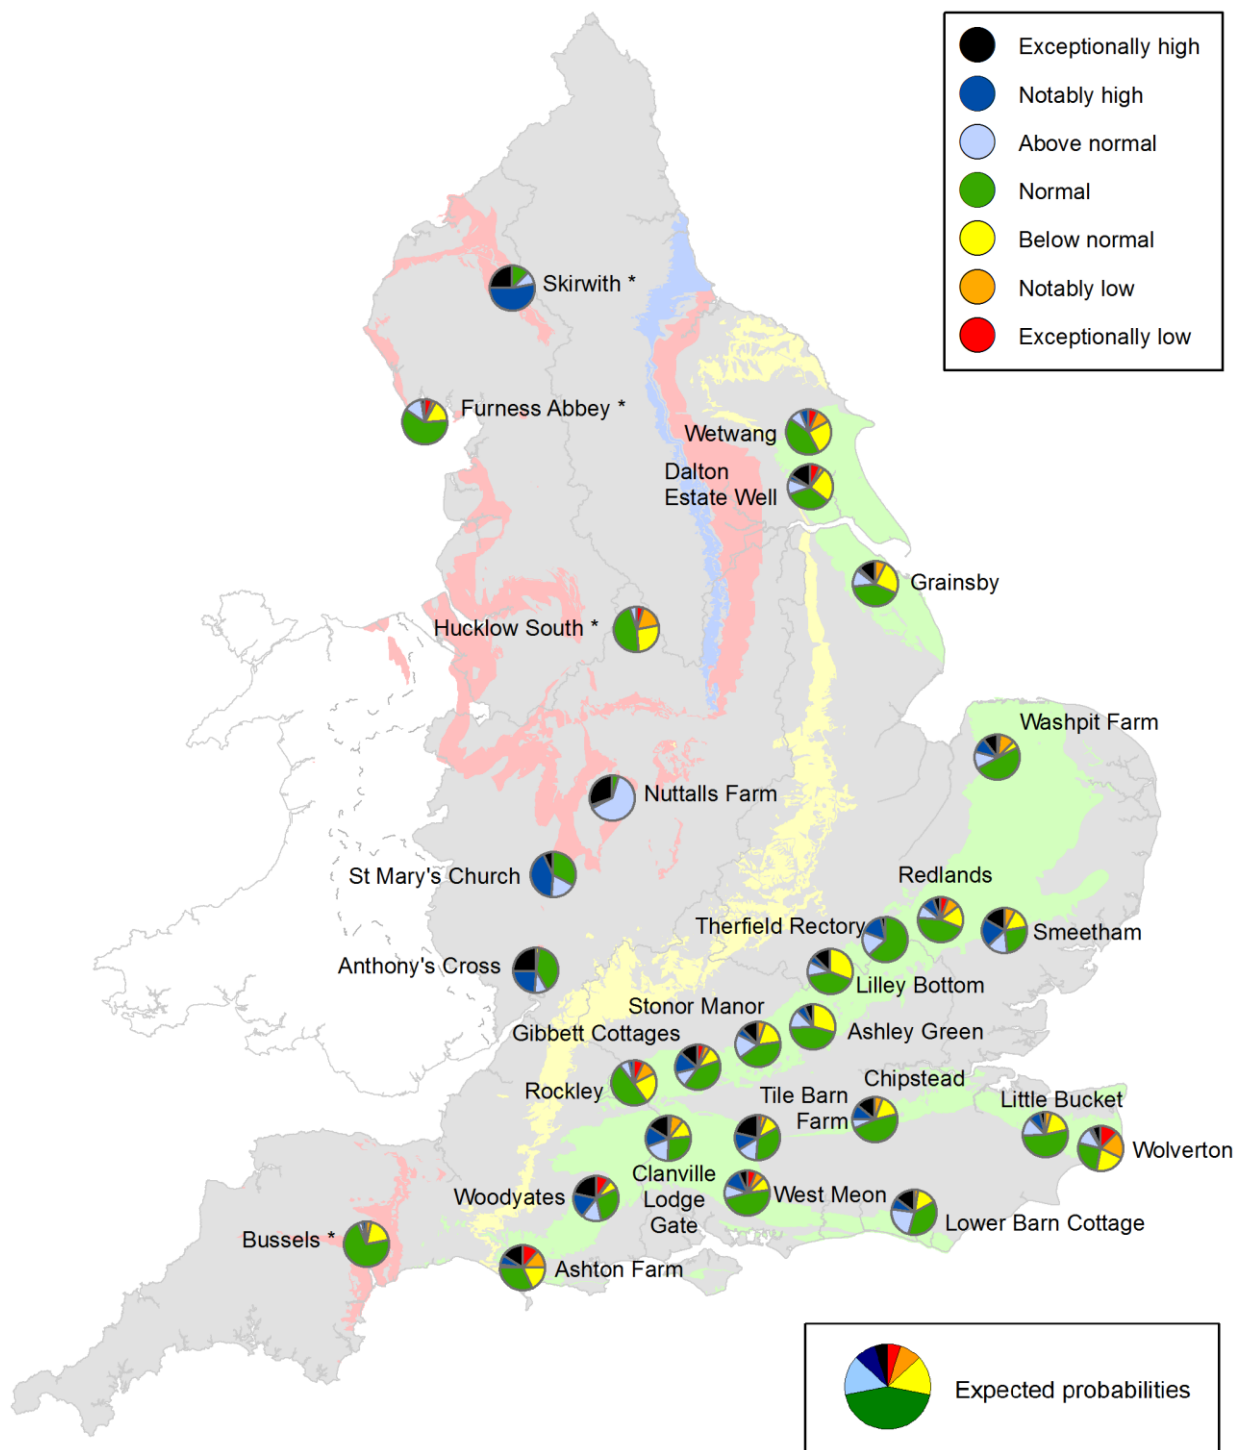 Exceptionally high
Notably high
Above normal
Normal
Below normal
Notably low
Exceptionally low
Skirwith *
Furness Abbey *
Wetwang
Dalton
Estate Well
Grainsby
Hucklow South *
Washpit Farm
Nuttalls Farm
St Mary's Church
Redlands
Therfield Rectory
Smeetham
Anthony's Cross
Lilley Bottom
Stonor Manor
Gibbett Cottages
Ashley Green
Rockley
Chipstead
Tile Barn
Farm
Little Bucket
Wolverton
Clanville
Lodge
Gate
Woodyates
West Meon
Lower Barn Cottage
Bussels *
Ashton Farm
Expected probabilities